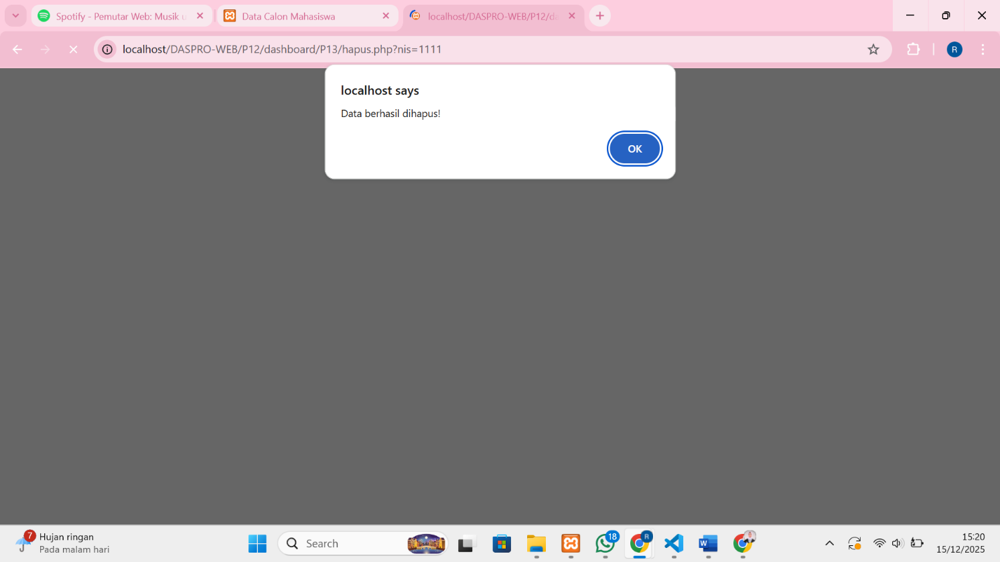 Spotify - Pemutar Web: Musik u
Data Calon Mahasiswa
localhost/DASPRO-WEB/P12/da
localhost/DASPRO-WEB/P12/dashboard/P13/hapus.php?nis=1111
R
localhost says
Data berhasil dihapus!
OK
7
Hujan ringan
Pada malam hari
Search
18
R
W
15:20
15/12/2025